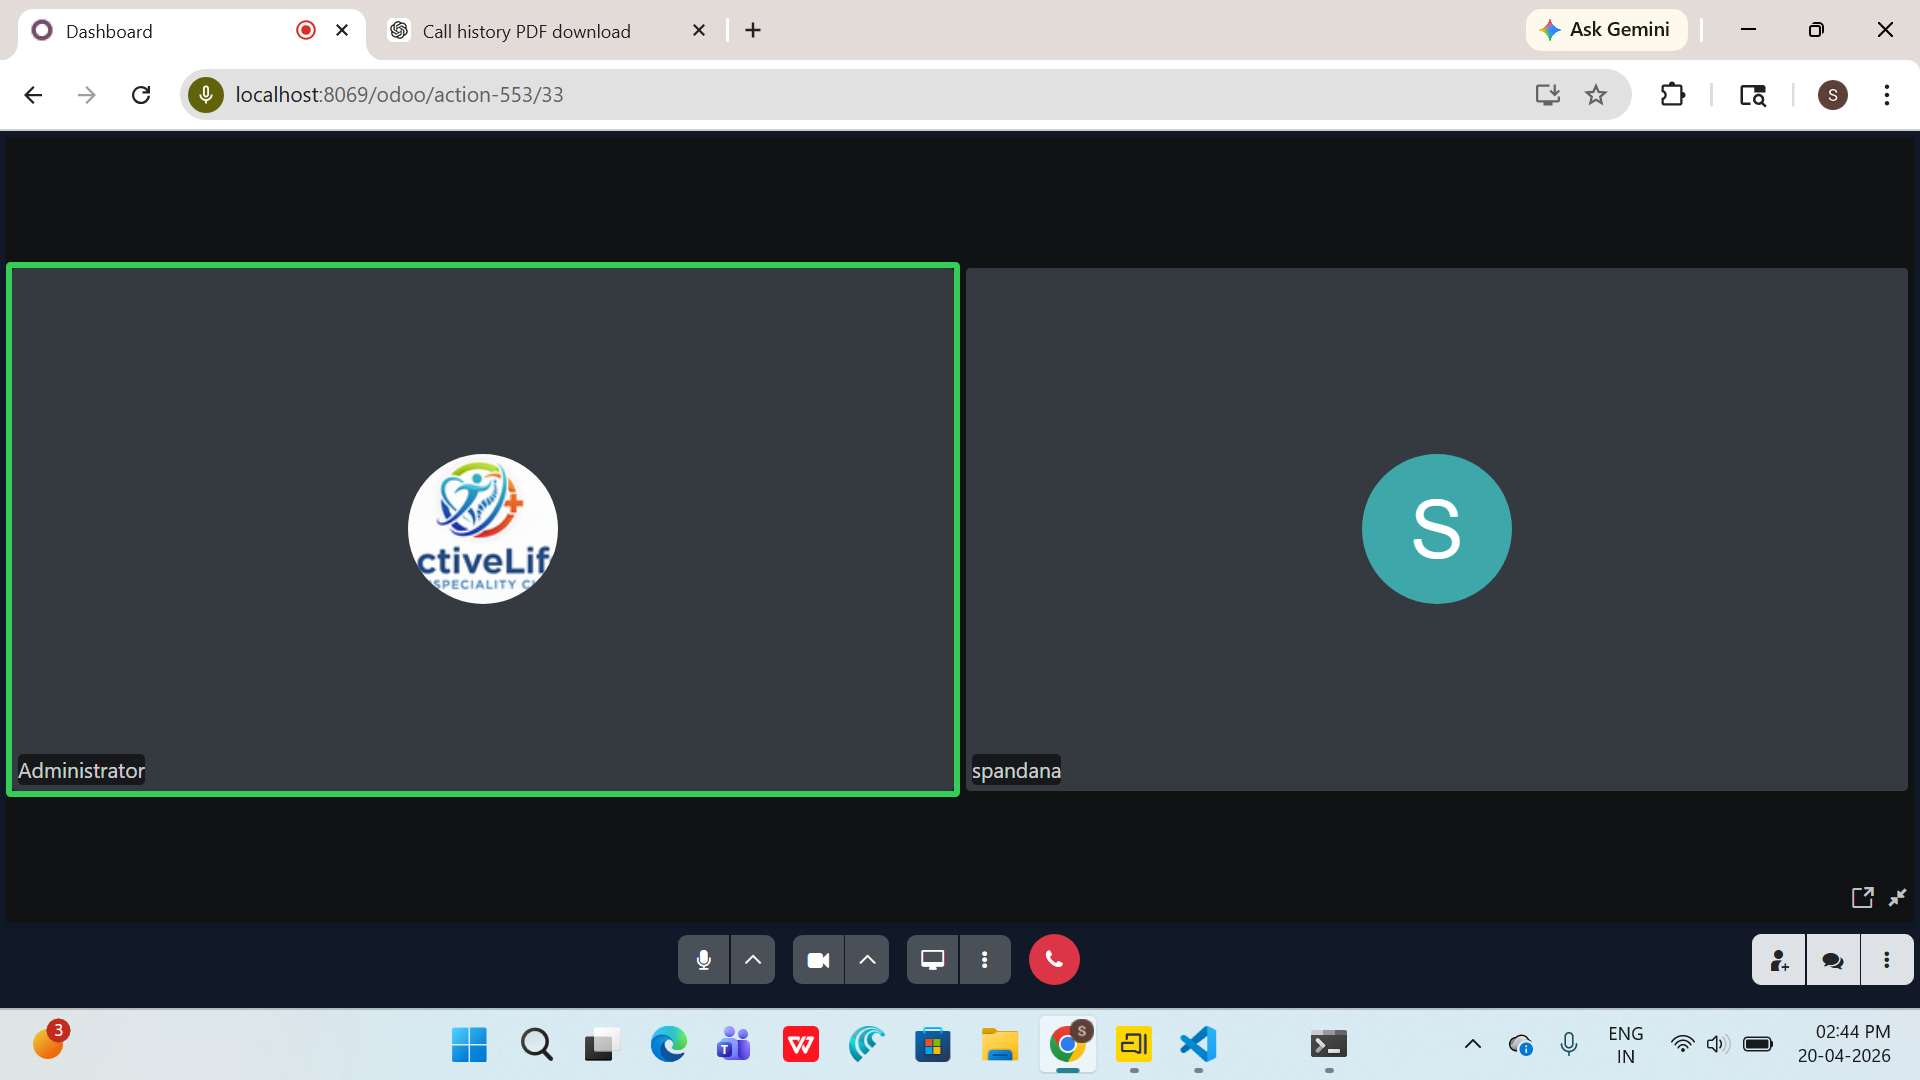 Dashboard
Call history PDF download
Ask Gemini
localhost:8069/odoo/action-553/33
S
ctiveLif
SPECIALITY C
S
Administrator
spandana
3
T
W
S
ENG
IN
02:44 PM
20-04-2026